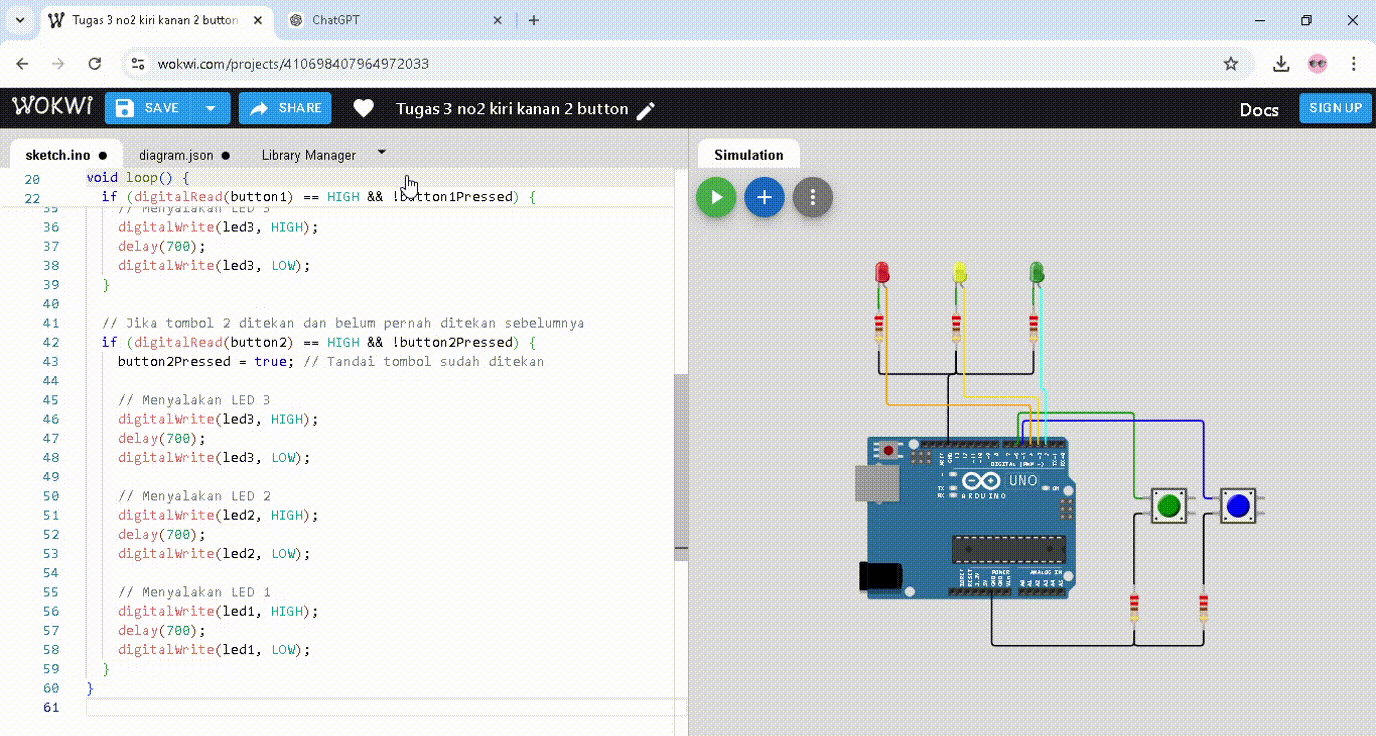 Tugas 3 no2 kiri kanan 2 button
ChatGPT
wokwi.com/projects/410698407964972033
WOKWI
SAVE
SHARE
Tugas 3 no2 kiri kanan 2 button
Docs
SIGN UP
sketch.ino
diagram.json
Library Manager
Simulation
20 void loop() {
22 if (digitalRead(button1) == HIGH && !button1Pressed) {
35 // Menyalakan LED 3
36 digitalWrite(led3, HIGH);
37 delay(700);
38 digitalWrite(led3, LOW);
39 }
40
41 // Jika tombol 2 ditekan dan belum pernah ditekan sebelumnya
42 if (digitalRead(button2) == HIGH && !button2Pressed) {
43 button2Pressed = true; // Tandai tombol sudah ditekan
44
45 // Menyalakan LED 3
46 digitalWrite(led3, HIGH);
47 delay(700);
48 digitalWrite(led3, LOW);
49
50 // Menyalakan LED 2
51 digitalWrite(led2, HIGH);
52 delay(700);
53 digitalWrite(led2, LOW);
54
55 // Menyalakan LED 1
56 digitalWrite(led1, HIGH);
57 delay(700);
58 digitalWrite(led1, LOW);
59 }
60 }
61
DIGITAL (PWM ~)
UNO
ARDUINO
TX
RX
ON
POWER
ANALOG IN